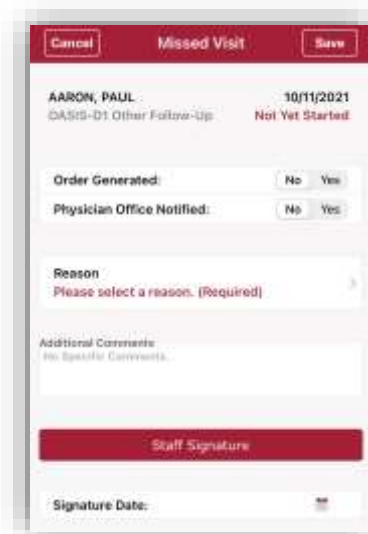 Cancel Missed Visit Save
AARON, PAUL 10/11/2021
OASIS-D1 Other Follow-Up Not Yet Started
Order Generated: No Yes
Physician Office Notified: No Yes
Reason
Please select a reason. (Required)
Additional Comments
No Specific Comments.
Staff Signature
Signature Date: